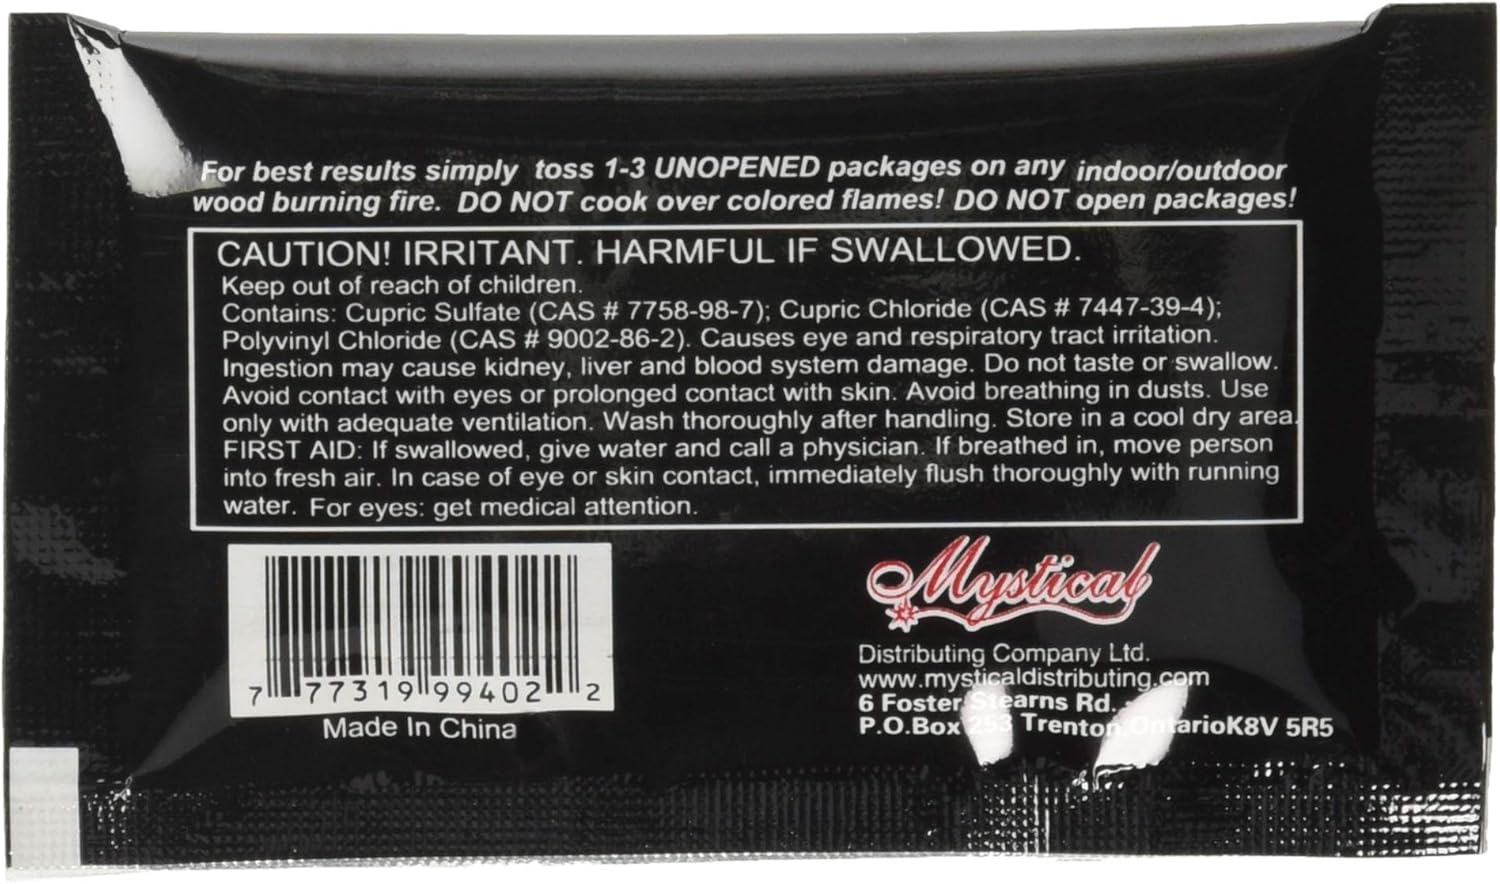 For best results simply toss 1-3 UNOPENED packages on any indoor/outdoor
wood burning fire. DO NOT cook over colored flames! DO NOT open packages!
CAUTION! IRRITANT. HARMFUL IF SWALLOWED.
Keep out of reach of children.
Contains: Cupric Sulfate (CAS # 7758-98-7); Cupric Chloride (CAS # 7447-39-4);
Polyvinyl Chloride (CAS # 9002-86-2). Causes eye and respiratory tract irritation.
Ingestion may cause kidney, liver and blood system damage. Do not taste or swallow.
Avoid contact with eyes or prolonged contact with skin. Avoid breathing in dusts. Use
only with adequate ventilation. Wash thoroughly after handling. Store in a cool dry area.
FIRST AID: If swallowed, give water and call a physician. If breathed in, move person
into fresh air. In case of eye or skin contact, immediately flush thoroughly with running
water. For eyes: get medical attention.
7 77319 99402 2
Made In China
Mystical
Distributing Company Ltd.
www.mysticaldistributing.com
6 Foster Stearns Rd.
P.O.Box 253 Trenton, OntarioK8V 5R5